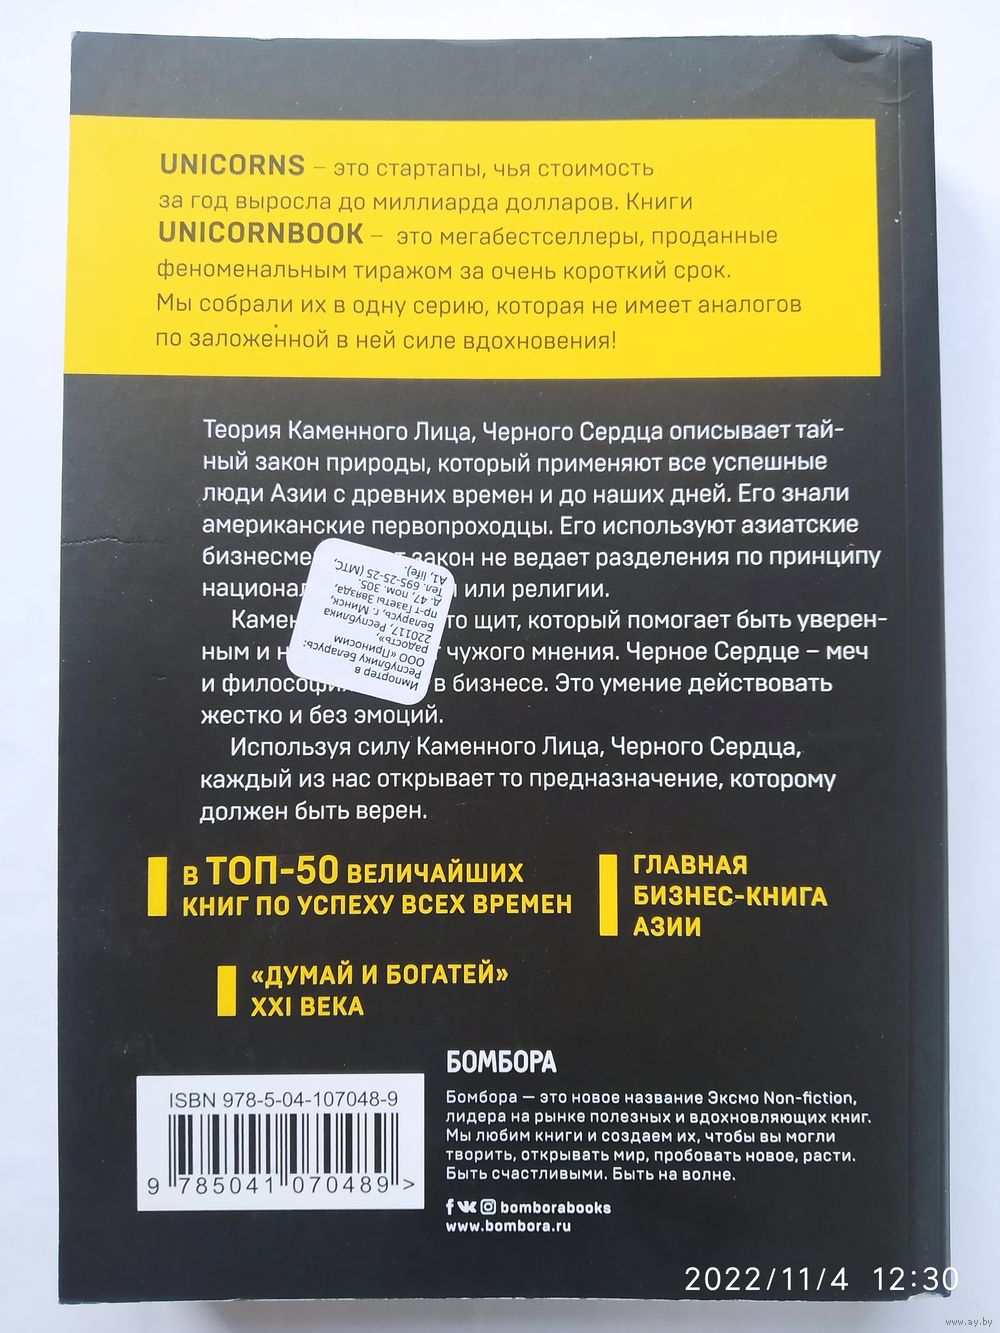 UNICORNS – это стартапы, чья стоимость
за год выросла до миллиарда долларов. Книги
UNICORNBOOK – это мегабестселлеры, проданные
феноменальным тиражом за очень короткий срок.
Мы собрали их в одну серию, которая не имеет аналогов
по заложенной в ней силе вдохновения!
Теория Каменного Лица, Черного Сердца описывает тай-
ный закон природы, который применяют все успешные
люди Азии с древних времен и до наших дней. Его знали
американские первопроходцы. Его используют азиатские
бизнесме закон не ведает разделения по принципу
национал или религии.
Камен то щит, который помогает быть уверен-
ным и н чужого мнения. Черное Сердце – меч
и философи в бизнесе. Это умение действовать
жестко и без эмоций.
Используя силу Каменного Лица, Черного Сердца,
каждый из нас открывает то предназначение, которому
должен быть верен.
Импортер в
Республику Беларусь:
ООО «Приносим
радость»,
220117, Республика
Беларусь, г. Минск,
пр-т Газеты Звязда,
д. 47, пом. 305.
Тел. 695-25-25 (МТС,
А1, life).
В ТОП-50 ВЕЛИЧАЙШИХ
КНИГ ПО УСПЕХУ ВСЕХ ВРЕМЕН
ГЛАВНАЯ
БИЗНЕС-КНИГА
АЗИИ
«ДУМАЙ И БОГАТЕЙ»
XXI ВЕКА
ISBN 978-5-04-107048-9
9 785041 070489 >
БОМБОРА
Бомбора — это новое название Эксмо Non-fiction,
лидера на рынке полезных и вдохновляющих книг.
Мы любим книги и создаем их, чтобы вы могли
творить, открывать мир, пробовать новое, расти.
Быть счастливыми. Быть на волне.
bomborabooks
www.bombora.ru
2022/11/4 12:30
www.ay.by